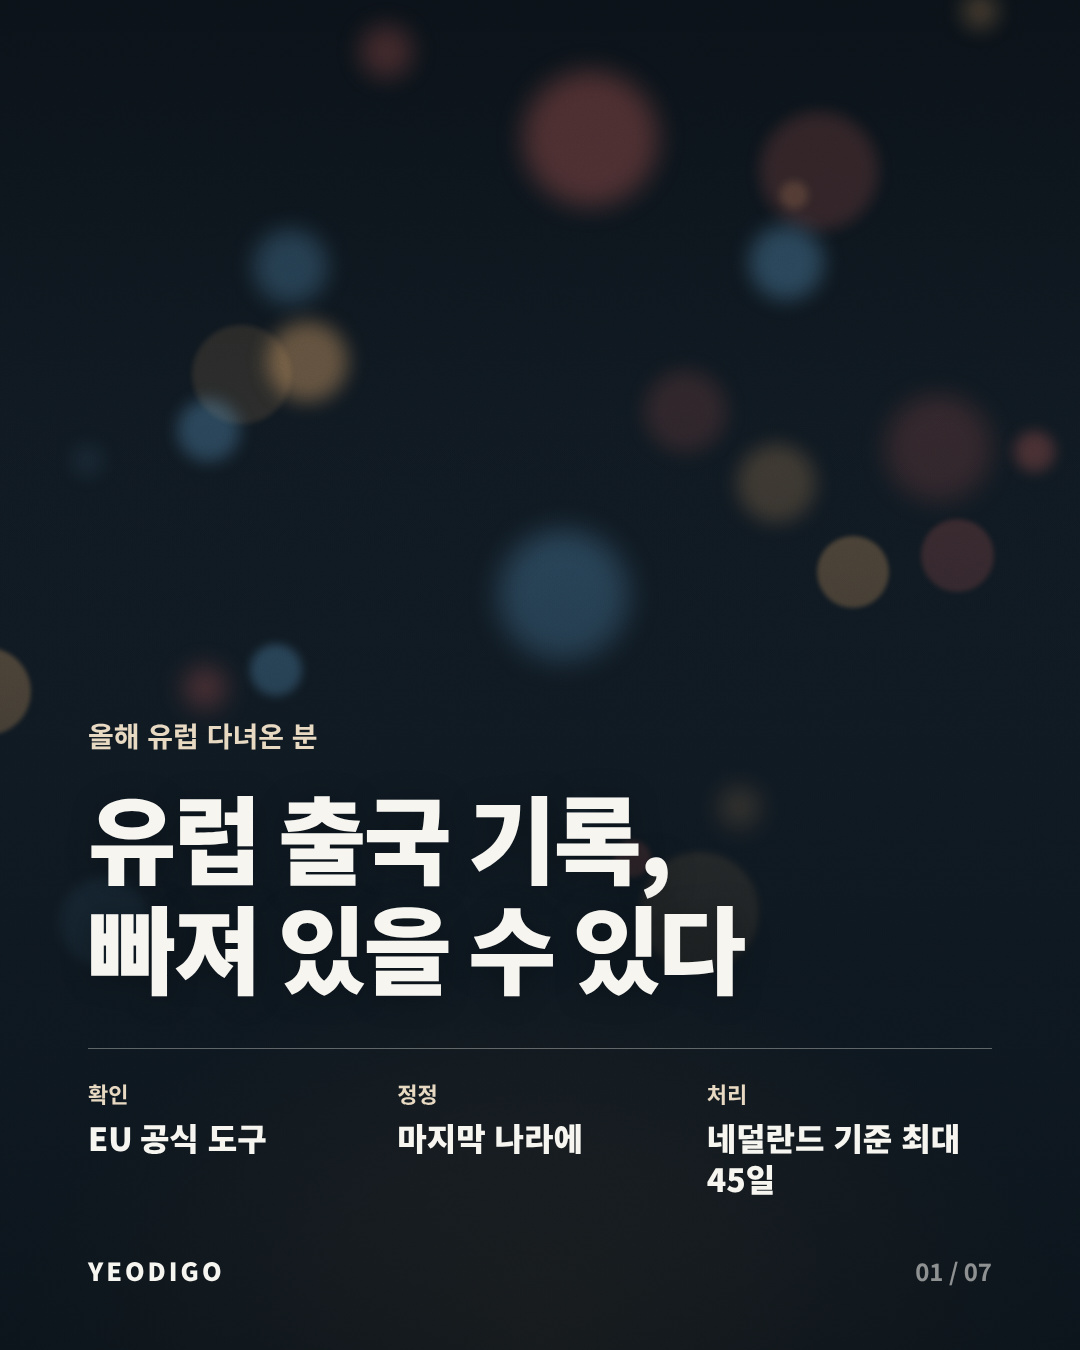 올해 유럽 다녀온 분
유럽 출국 기록,
빠져 있을 수 있다
확인
EU 공식 도구
정정
마지막 나라에
처리
네덜란드 기준 최대
45일
YEODIGO
01 / 07